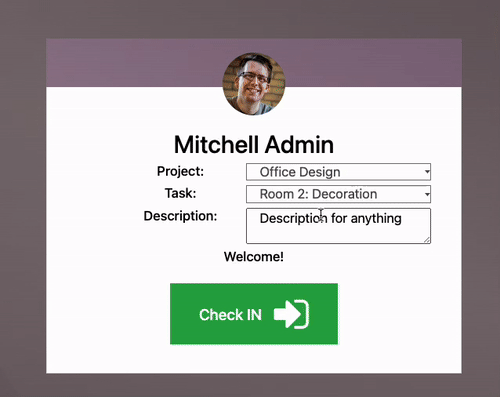 Mitchell Admin
Project: Office Design
Task: Room 2: Decoration
Description: Description for anything
Welcome!
Check IN